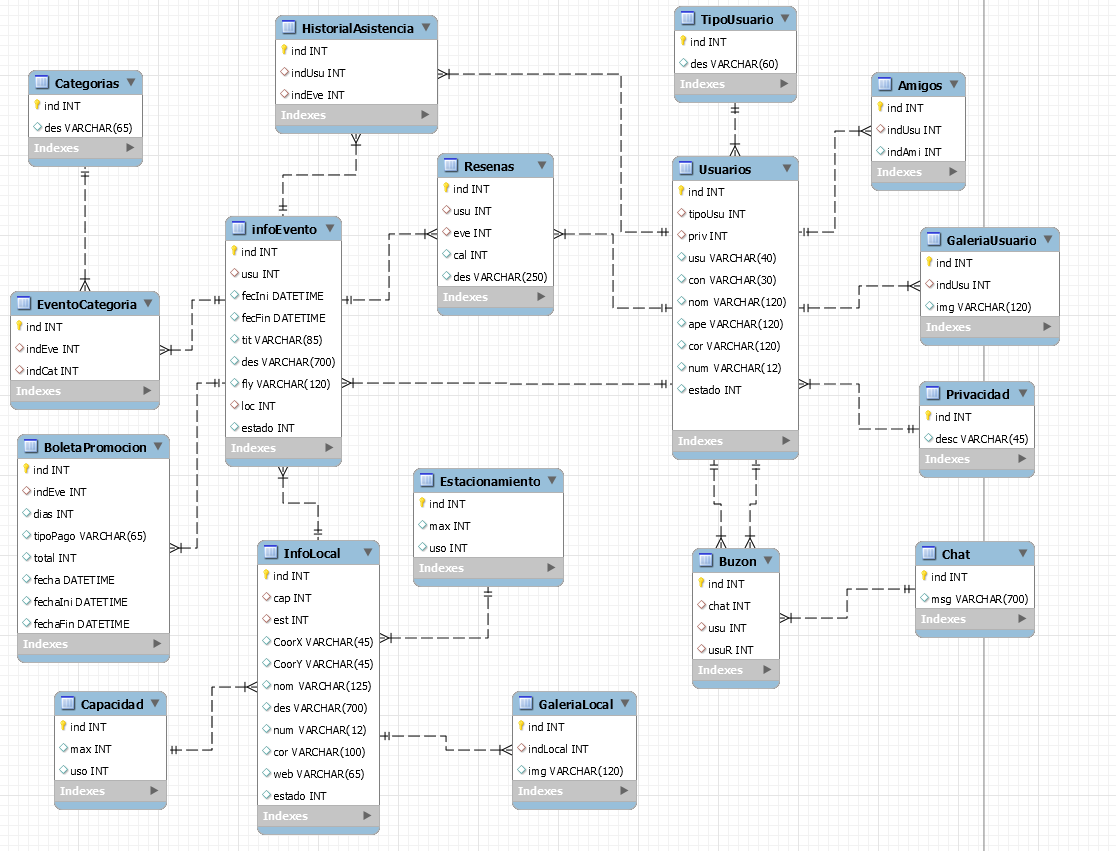 HistorialAsistencia
ind INT
indUsu INT
indEve INT
Indexes
TipoUsuario
ind INT
des VARCHAR(60)
Indexes
Categorias
ind INT
des VARCHAR(65)
Indexes
Amigos
ind INT
indUsu INT
indAmi INT
Indexes
Resenas
ind INT
usu INT
eve INT
cal INT
des VARCHAR(250)
Indexes
Usuarios
ind INT
tipoUsu INT
priv INT
usu VARCHAR(40)
con VARCHAR(30)
nom VARCHAR(120)
ape VARCHAR(120)
cor VARCHAR(120)
num VARCHAR(12)
estado INT
Indexes
infoEvento
ind INT
usu INT
fecIni DATETIME
fecFin DATETIME
tit VARCHAR(85)
des VARCHAR(700)
fly VARCHAR(120)
loc INT
estado INT
Indexes
GaleriaUsuario
ind INT
indUsu INT
img VARCHAR(120)
Indexes
EventoCategoria
ind INT
indEve INT
indCat INT
Indexes
Privacidad
ind INT
desc VARCHAR(45)
Indexes
BoletaPromocion
ind INT
indEve INT
dias INT
tipoPago VARCHAR(65)
total INT
fecha DATETIME
fechaIni DATETIME
fechaFin DATETIME
Indexes
Estacionamiento
ind INT
max INT
uso INT
Indexes
InfoLocal
ind INT
cap INT
est INT
CoorX VARCHAR(45)
CoorY VARCHAR(45)
nom VARCHAR(125)
des VARCHAR(700)
num VARCHAR(12)
cor VARCHAR(100)
web VARCHAR(65)
estado INT
Indexes
Buzon
ind INT
chat INT
usu INT
usuR INT
Indexes
Chat
ind INT
msg VARCHAR(700)
Indexes
Capacidad
ind INT
max INT
uso INT
Indexes
GaleriaLocal
ind INT
indLocal INT
img VARCHAR(120)
Indexes